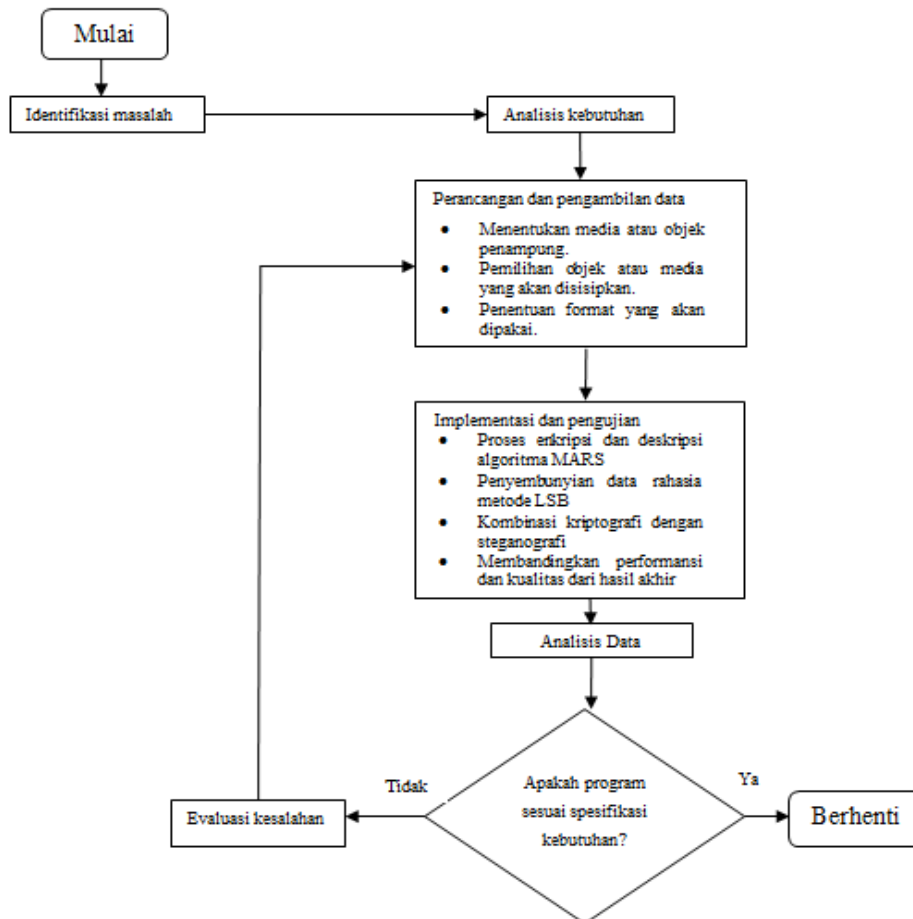 Mulai
Identifikasi masalah
Analisis kebutuhan
Perancangan dan pengambilan data
● Menentukan media atau objek
penampung.
● Pemilihan objek atau media
yang akan disisipkan.
● Penentuan format yang akan
dipakai.
Implementasi dan pengujian
● Proses enkripsi dan deskripsi
algoritma MARS
● Penyembunyian data rahasia
metode LSB
● Kombinasi kriptografi dengan
steganografi
● Membandingkan performansi
dan kualitas dari hasil akhir
Analisis Data
Apakah program
sesuai spesifikasi
kebutuhan?
Tidak
Ya
Evaluasi kesalahan
Berhenti